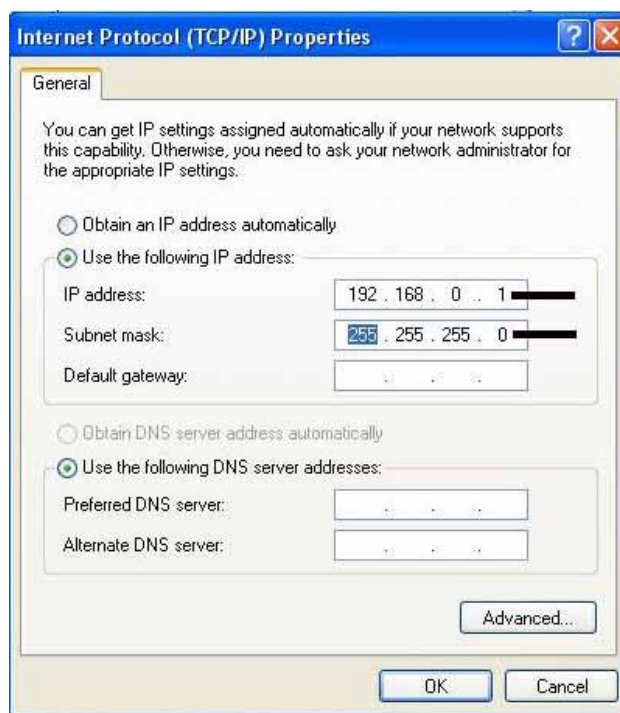 Internet Protocol (TCP/IP) Properties
General
You can get IP settings assigned automatically if your network supports
this capability. Otherwise, you need to ask your network administrator for
the appropriate IP settings.
Obtain an IP address automatically
Use the following IP address:
IP address: 192 . 168 . 0 . . 1
Subnet mask: 255 . 255 . 255 . 0
Default gateway: . . .
Obtain DNS server address automatically
Use the following DNS server addresses:
Preferred DNS server: . . .
Alternate DNS server: . . .
Advanced...
OK Cancel